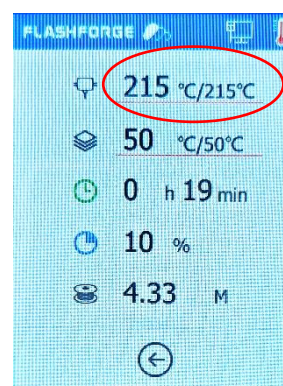 FLASHFORGE
215 °C/215°C
50 °C/50°C
0 h 19 min
10 %
4.33 M